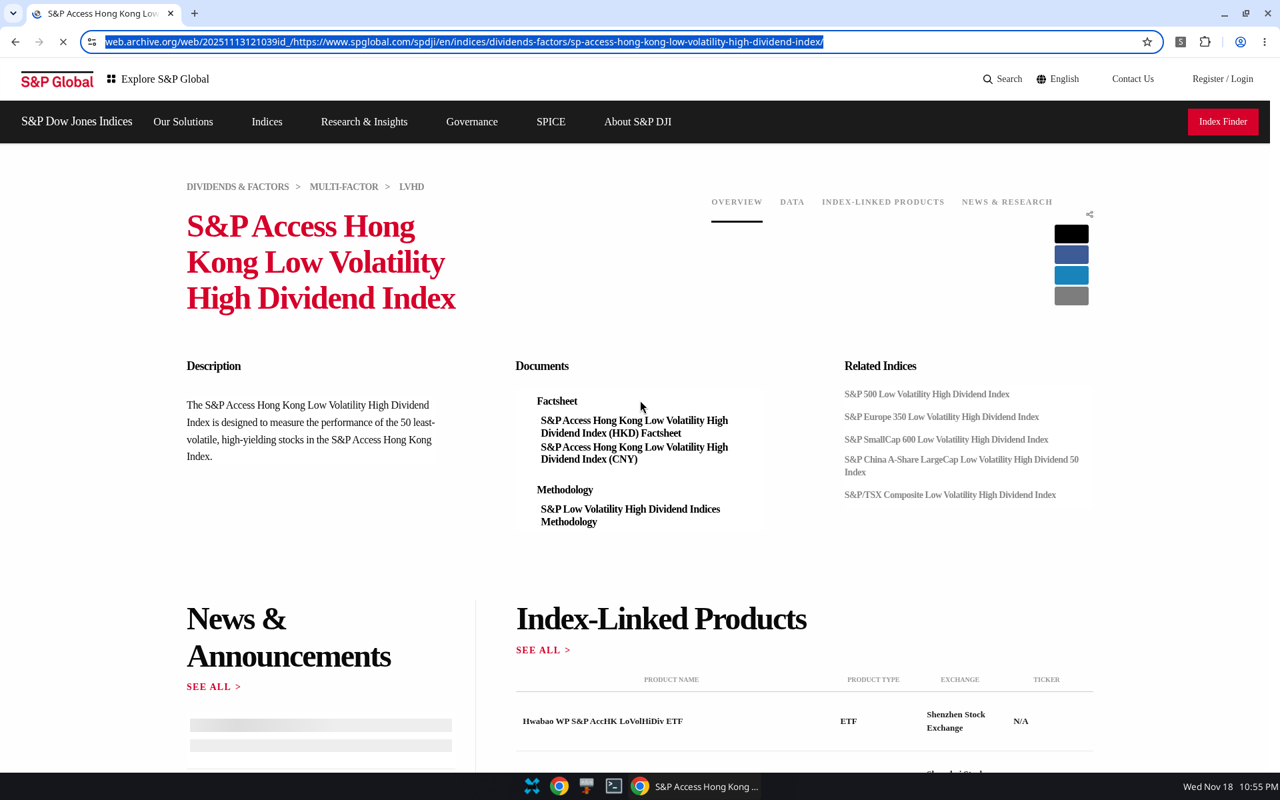 S&P Access Hong Kong Low
web.archive.org/web/20251113121039id_/https://www.spglobal.com/spdji/en/indices/dividends-factors/sp-access-hong-kong-low-volatility-high-dividend-index/
S
S&P Global
Explore S&P Global
Search
English
Contact Us
Register / Login
S&P Dow Jones Indices
Our Solutions
Indices
Research & Insights
Governance
SPICE
About S&P DJI
Index Finder
DIVIDENDS & FACTORS > MULTI-FACTOR > LVHD
OVERVIEW
DATA
INDEX-LINKED PRODUCTS
NEWS & RESEARCH
S&P Access Hong
Kong Low Volatility
High Dividend Index
Description
The S&P Access Hong Kong Low Volatility High Dividend
Index is designed to measure the performance of the 50 least-
volatile, high-yielding stocks in the S&P Access Hong Kong
Index.
Documents
Factsheet
S&P Access Hong Kong Low Volatility High
Dividend Index (HKD) Factsheet
S&P Access Hong Kong Low Volatility High
Dividend Index (CNY)
Methodology
S&P Low Volatility High Dividend Indices
Methodology
Related Indices
S&P 500 Low Volatility High Dividend Index
S&P Europe 350 Low Volatility High Dividend Index
S&P SmallCap 600 Low Volatility High Dividend Index
S&P China A-Share LargeCap Low Volatility High Dividend 50
Index
S&P/TSX Composite Low Volatility High Dividend Index
News &
Announcements
SEE ALL >
Index-Linked Products
SEE ALL >
PRODUCT NAME
PRODUCT TYPE
EXCHANGE
TICKER
Hwabao WP S&P AccHK LoVolHiDiv ETF
ETF
Shenzhen Stock
Exchange
N/A
S&P Access Hong Kong ...
Wed Nov 18
10:55 PM